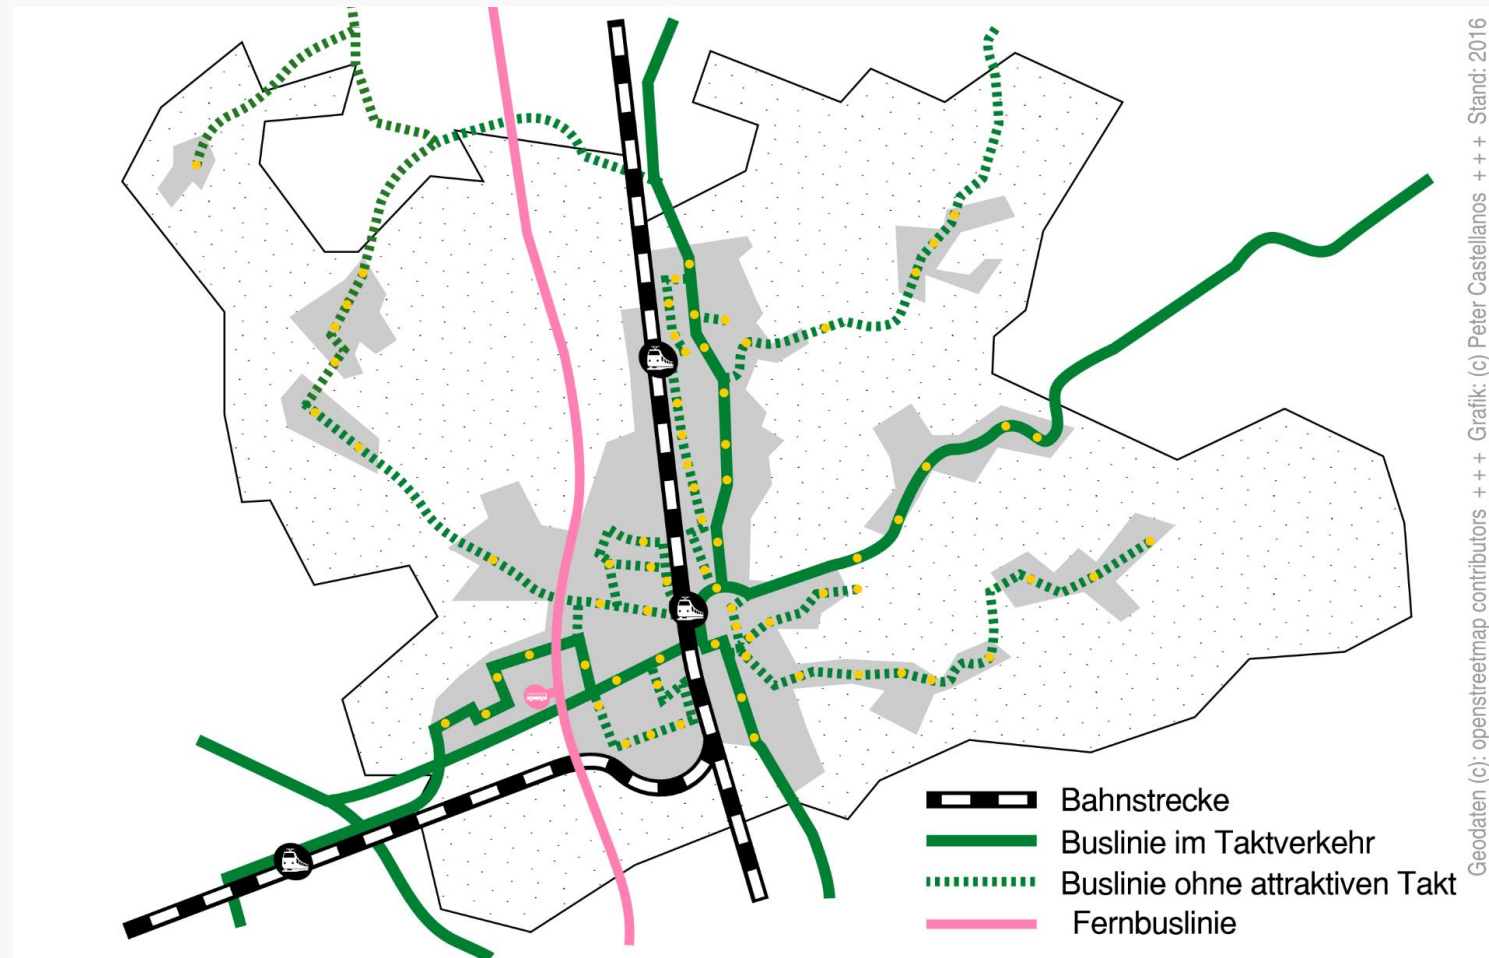 Bahnstrecke
Buslinie im Taktverkehr
Buslinie ohne attraktiven Takt
Fernbuslinie
Geodaten (c): openstreetmap contributors +++ Grafik: (c) Peter Castellanos +++ Stand: 2016